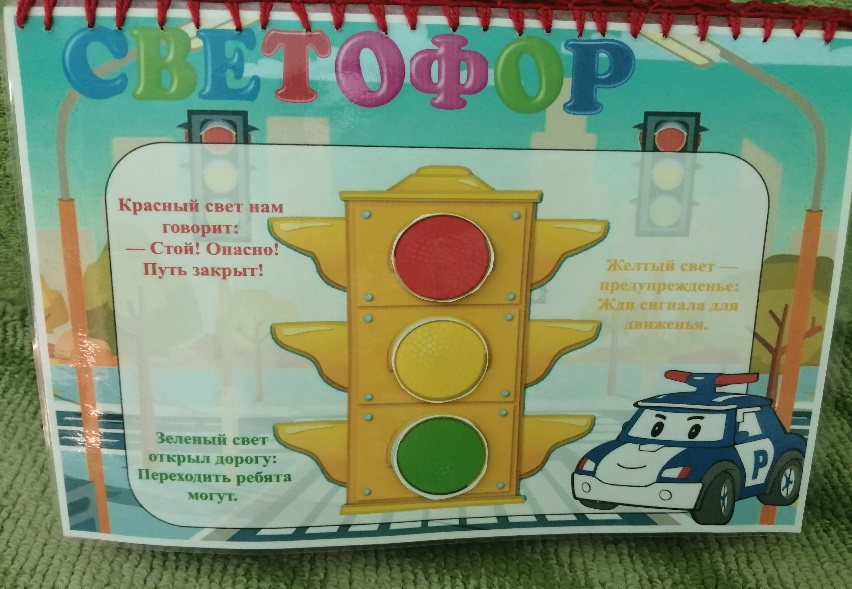 СВЕТОФОР
Красный свет нам
говорит:
— Стой! Опасно!
Путь закрыт!
Желтый свет —
предупрежденье:
Жди сигнала для
движенья.
Зеленый свет
открыл дорогу:
Переходить ребята
могут.
P